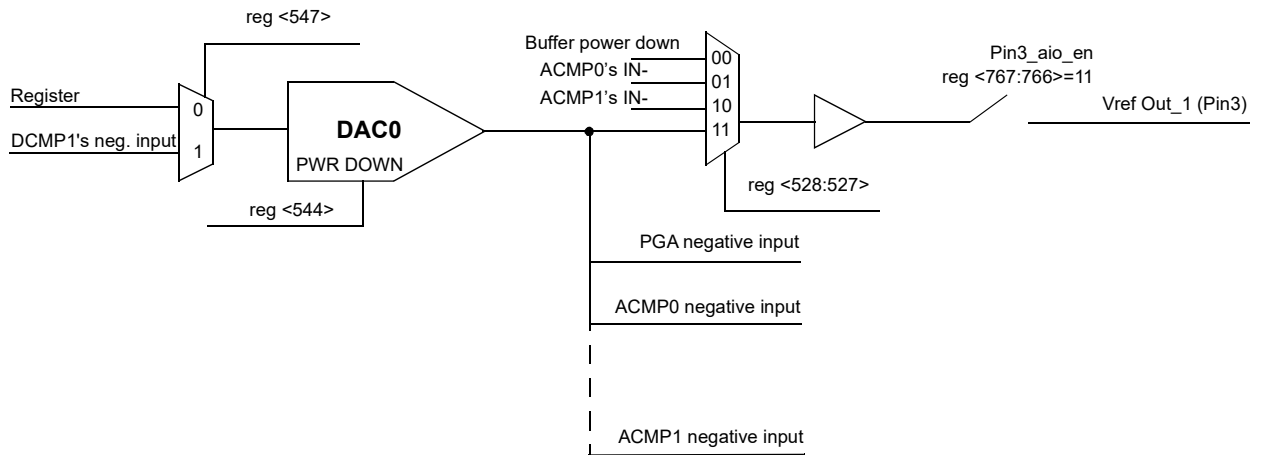 reg <547>
Buffer power down
ACMP0's IN-
ACMP1's IN-
00
01
10
11
Pin3_aio_en
reg <767:766>=11
Register
DCMP1's neg. input
0
1
DAC0
PWR DOWN
Vref Out_1 (Pin3)
reg <544>
reg <528:527>
PGA negative input
ACMP0 negative input
ACMP1 negative input